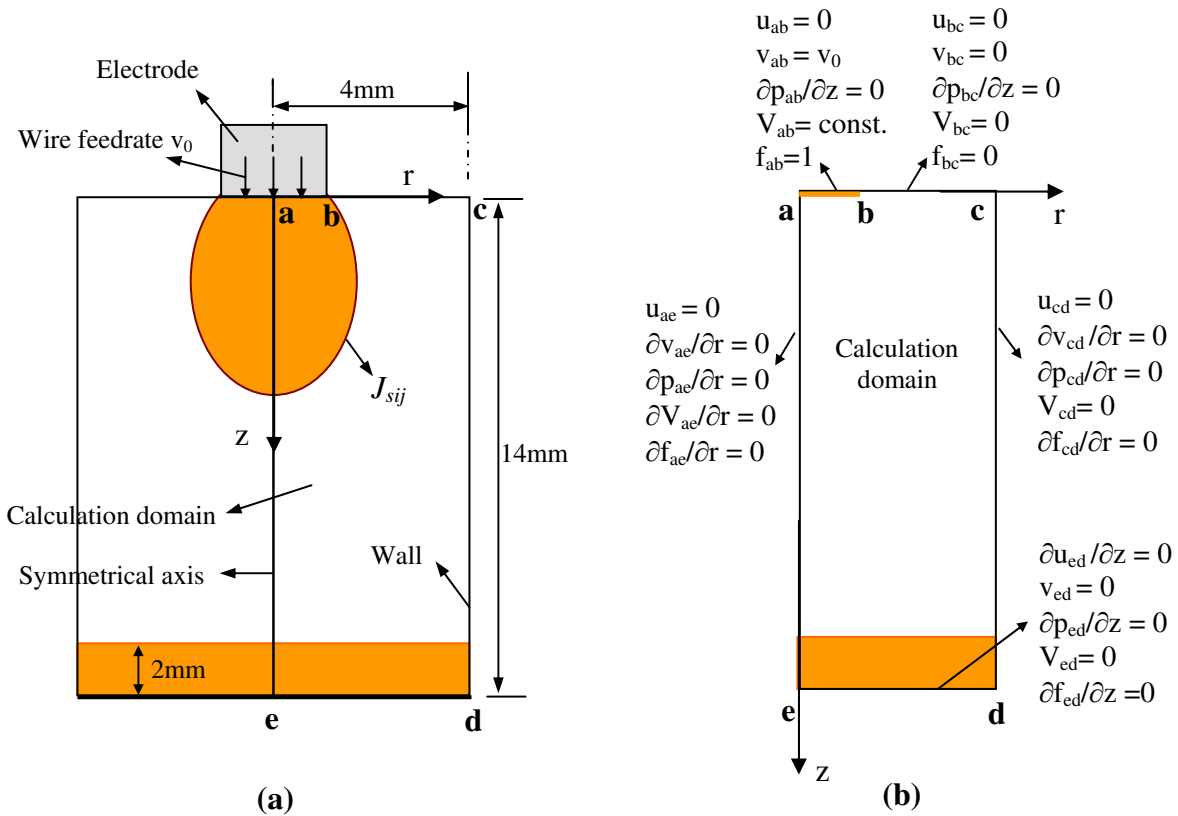 Electrode
Wire feedrate v₀
4mm
r
a
b
c
J_sij
z
14mm
Calculation domain
Wall
Symmetrical axis
2mm
e
d
(a)
u_ab = 0
v_ab = v₀
∂p_ab/∂z = 0
V_ab= const.
f_ab=1
u_bc = 0
v_bc = 0
∂p_bc/∂z = 0
V_bc= 0
f_bc= 0
a
b
c
r
u_ae = 0
∂v_ae/∂r = 0
∂p_ae/∂r = 0
∂V_ae/∂r = 0
∂f_ae/∂r = 0
Calculation
domain
u_cd = 0
∂v_cd /∂r = 0
∂p_cd/∂r = 0
V_cd= 0
∂f_cd/∂r = 0
∂u_ed /∂z = 0
v_ed = 0
∂p_ed/∂z = 0
V_ed= 0
∂f_ed/∂z =0
e
d
z
(b)